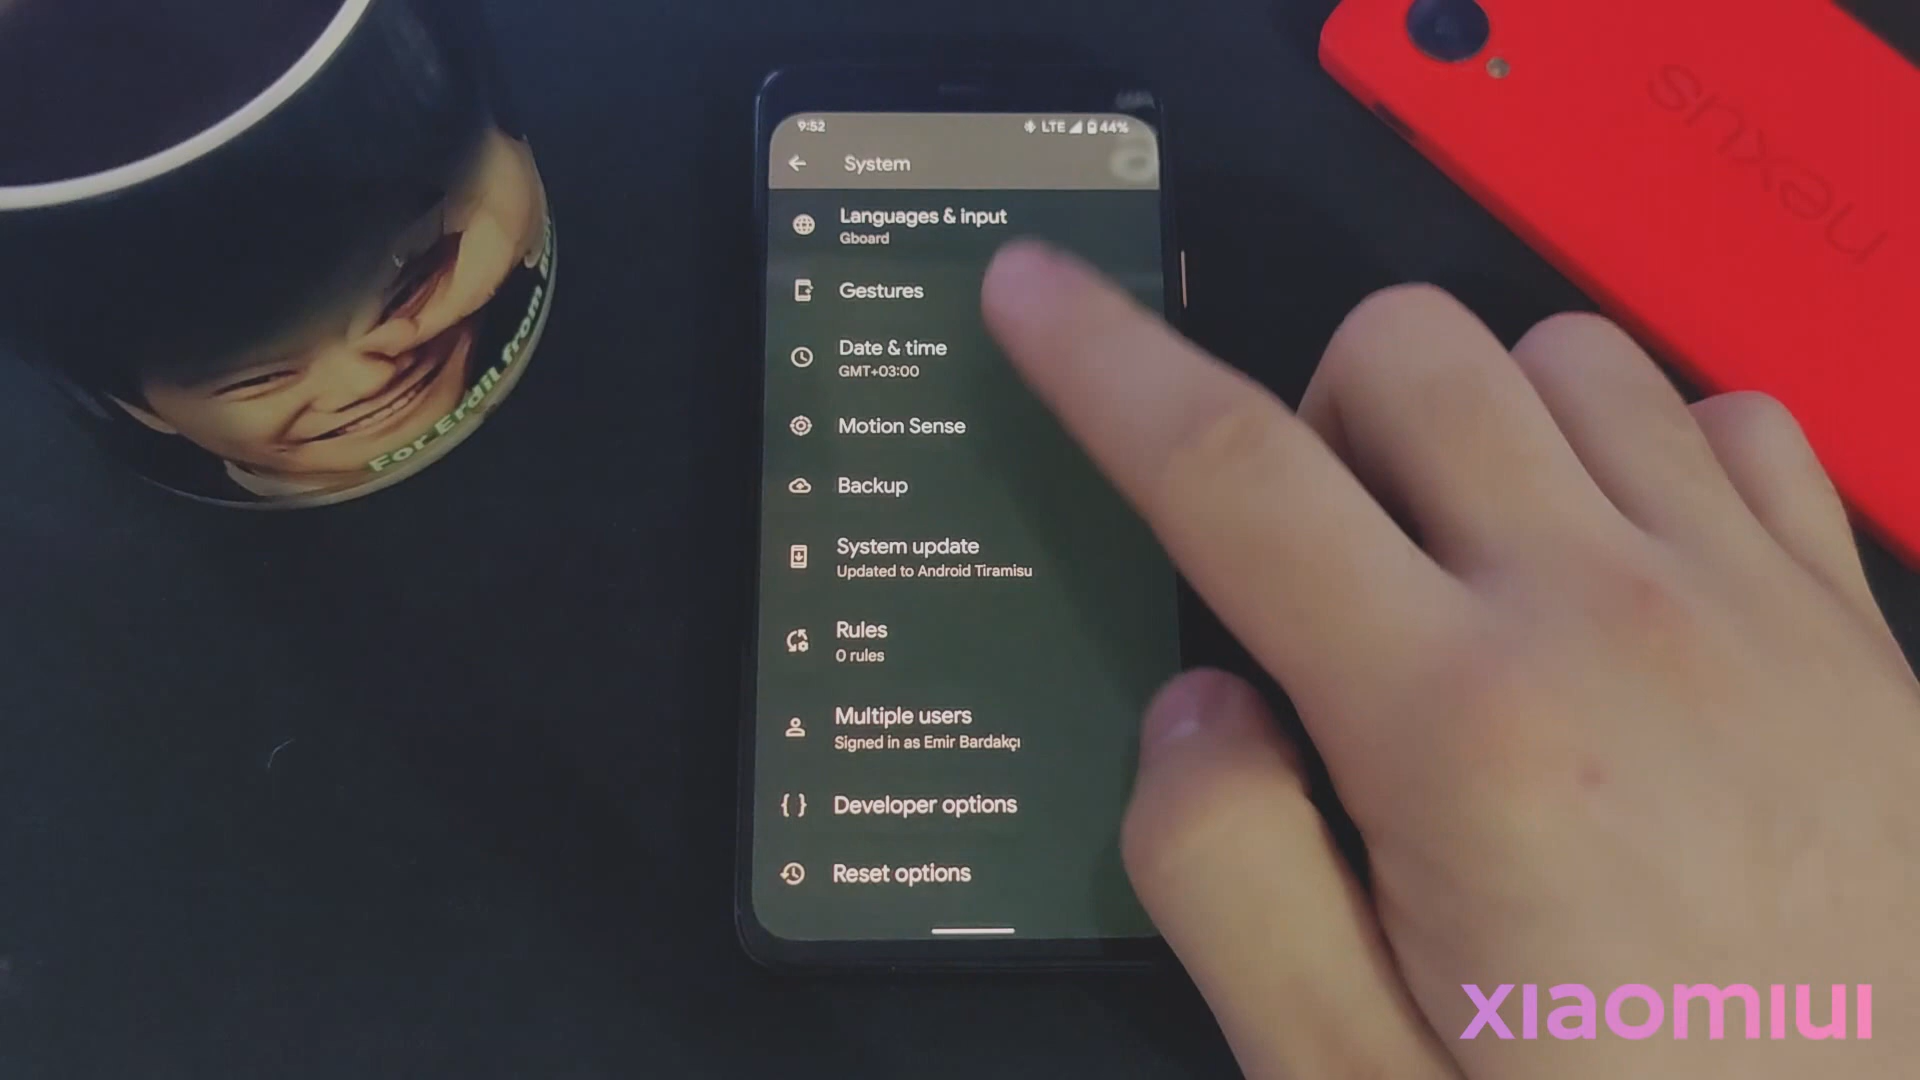 9:52
LTE 44%
System
Languages & input
Gboard
Gestures
Date & time
GMT+03:00
Motion Sense
Backup
System update
Updated to Android Tiramisu
Rules
0 rules
Multiple users
Signed in as Emir Bardakçı
{ } Developer options
Reset options
For Erdil from
nexus
xiaomiui